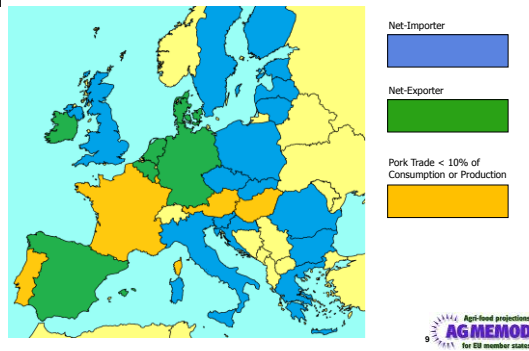 Net-Importer
Net-Exporter
Pork Trade < 10% of
Consumption or Production
9
Agri-food projections
AGMEMOD
for EU member states